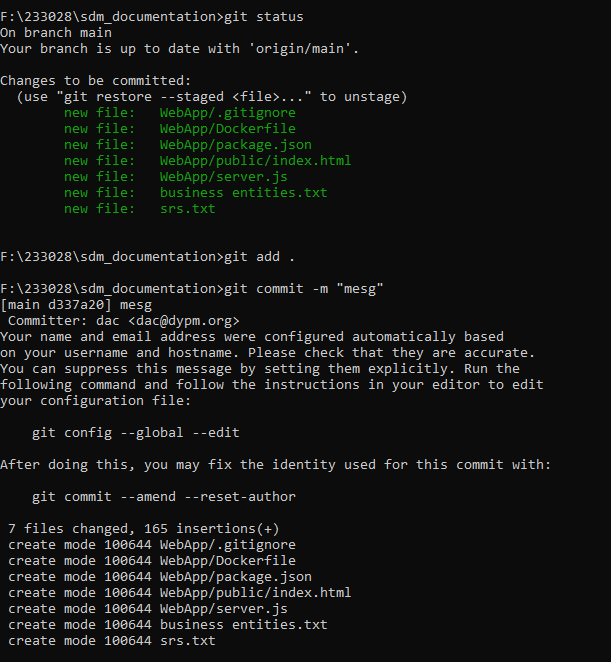 F:\233028\sdm_documentation>git status
On branch main
Your branch is up to date with 'origin/main'.

Changes to be committed:
  (use "git restore --staged <file>..." to unstage)
        new file:   WebApp/.gitignore
        new file:   WebApp/Dockerfile
        new file:   WebApp/package.json
        new file:   WebApp/public/index.html
        new file:   WebApp/server.js
        new file:   business entities.txt
        new file:   srs.txt


F:\233028\sdm_documentation>git add .

F:\233028\sdm_documentation>git commit -m "mesg"
[main d337a20] mesg
 Committer: dac <dac@dypm.org>
Your name and email address were configured automatically based
on your username and hostname. Please check that they are accurate.
You can suppress this message by setting them explicitly. Run the
following command and follow the instructions in your editor to edit
your configuration file:

    git config --global --edit

After doing this, you may fix the identity used for this commit with:

    git commit --amend --reset-author

 7 files changed, 165 insertions(+)
 create mode 100644 WebApp/.gitignore
 create mode 100644 WebApp/Dockerfile
 create mode 100644 WebApp/package.json
 create mode 100644 WebApp/public/index.html
 create mode 100644 WebApp/server.js
 create mode 100644 business entities.txt
 create mode 100644 srs.txt